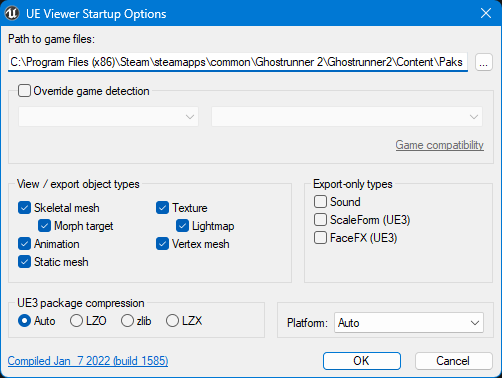 UE Viewer Startup Options
Path to game files:
C:\Program Files (x86)\Steam\steamapps\common\Ghostrunner 2\Ghostrunner2\Content\Paks
...
Override game detection
Game compatibility
View / export object types
Export-only types
Skeletal mesh
Texture
Sound
Morph target
Lightmap
ScaleForm (UE3)
Animation
Vertex mesh
FaceFX (UE3)
Static mesh
UE3 package compression
Auto LZO zlib LZX
Platform: Auto
Compiled Jan 7 2022 (build 1585)
OK
Cancel